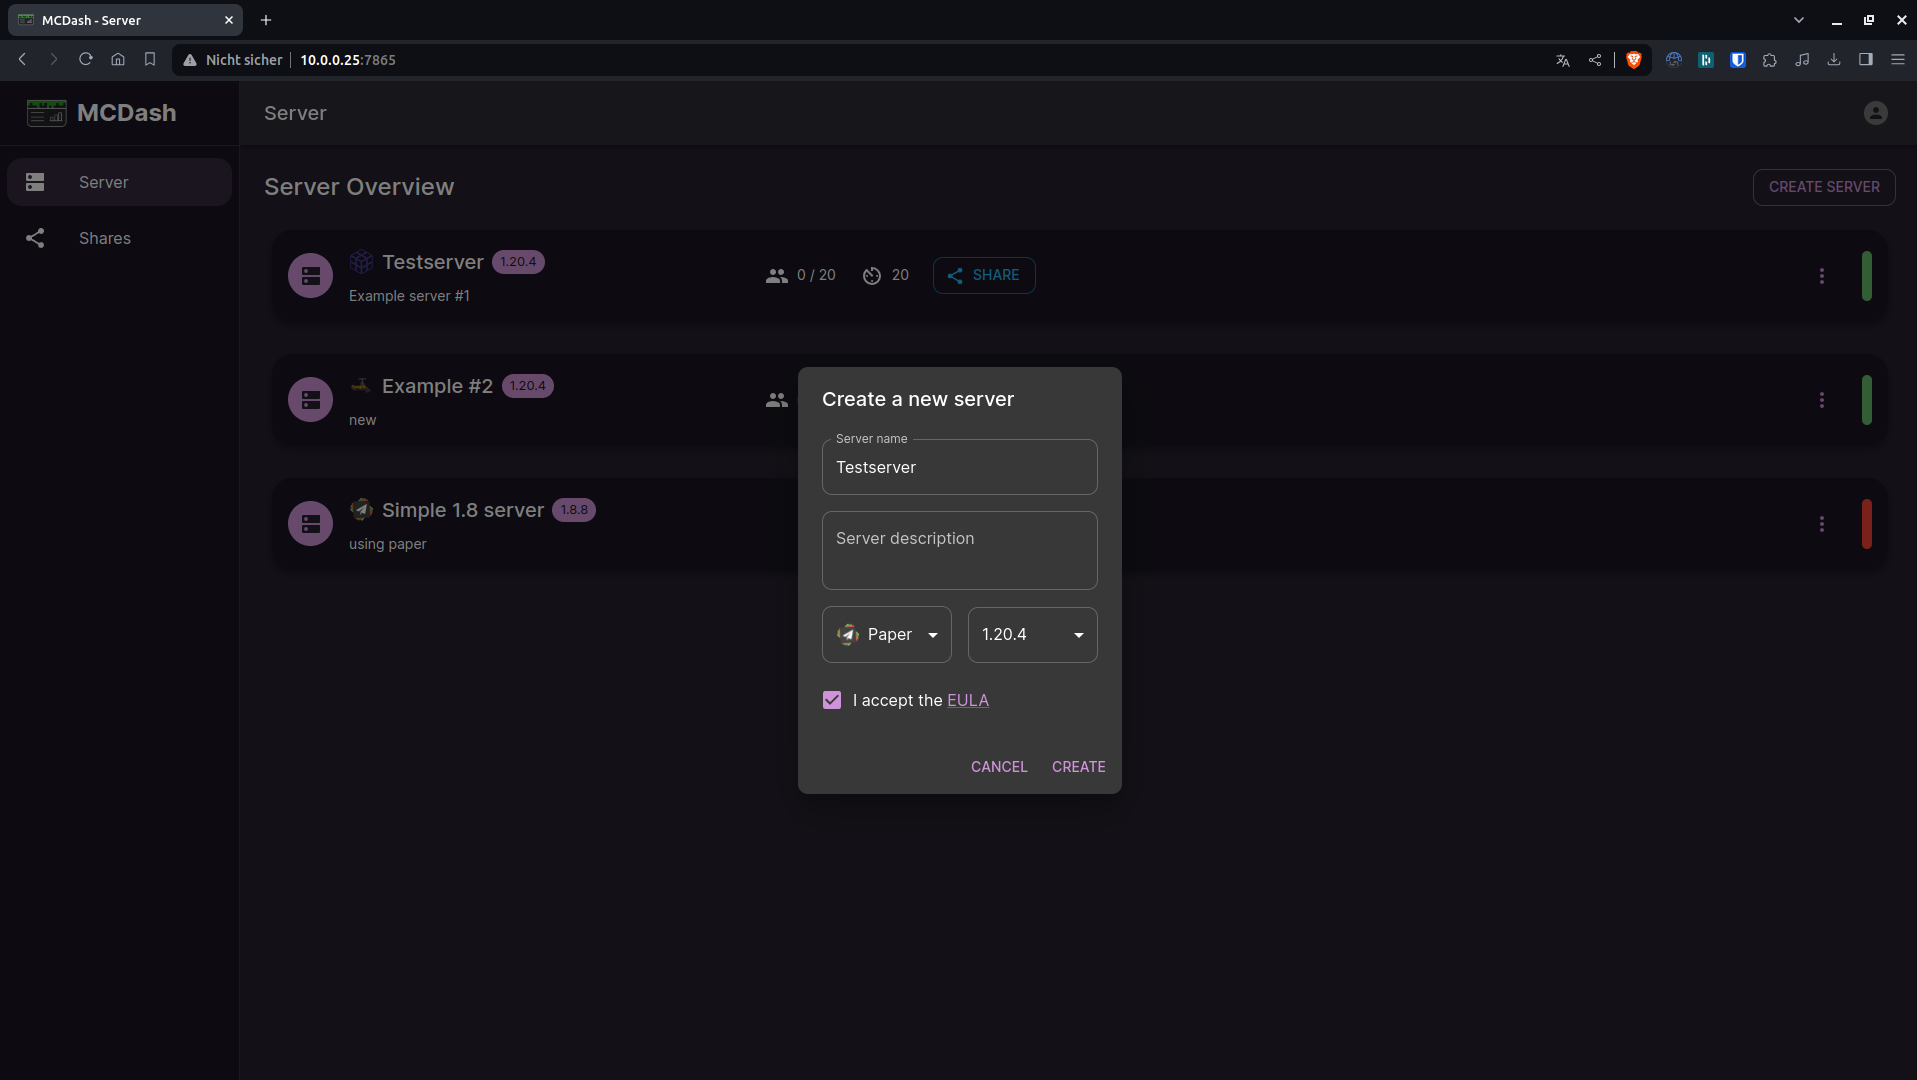 MCDash - Server
Nicht sicher 10.0.0.25:7865
MCDash
Server
Server
Shares
Server Overview
CREATE SERVER
Testserver 1.20.4
Example server #1
0 / 20 20 SHARE
Example #2 1.20.4
new
Simple 1.8 server 1.8.8
using paper
Create a new server
Server name
Testserver
Server description
Paper 1.20.4
I accept the EULA
CANCEL CREATE